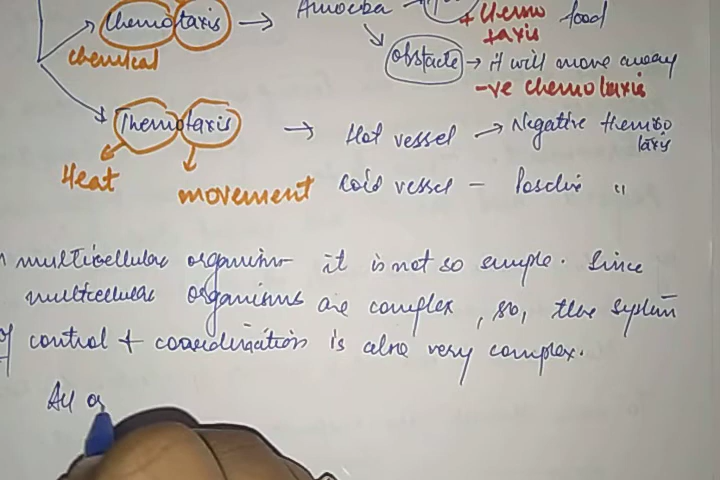 Chemotaxis → Amoeba → + Chemo food
taxis
chemical
Obstacle → it will move away
-ve chemotaxis
Thermotaxis → Hot vessel → Negative thermo
taxis
Heat
movement
Cold vessel - Positive "
multicellular organism it is not so simple. Since
multicellular organisms are complex, so, their system
of control + coordination is also very complex.
All